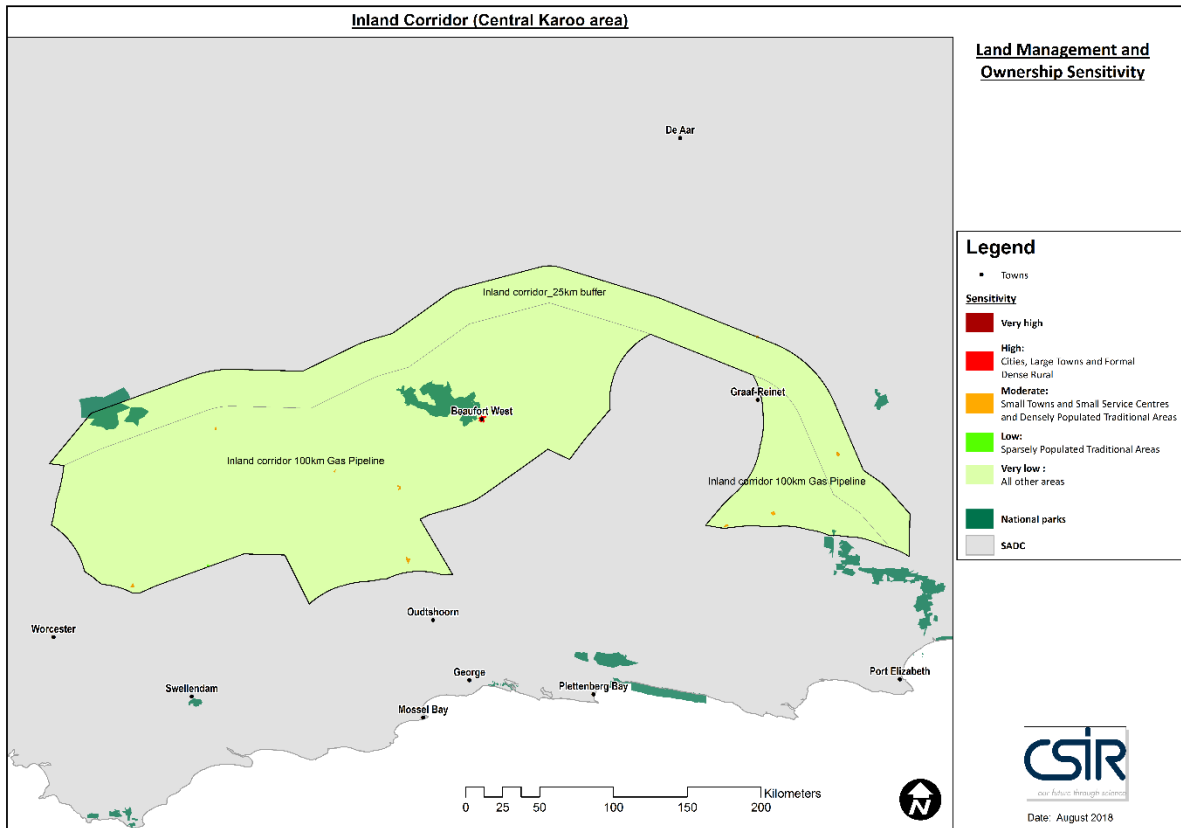 Inland Corridor (Central Karoo area)
Land Management and
Ownership Sensitivity
De Aar
Inland corridor_25km buffer
Graaf-Reinet
Beaufort West
Inland corridor 100km Gas Pipeline
Inland corridor 100km Gas Pipeline
Oudtshoorn
Worcester
George
Port Elizabeth
Swellendam
Plettenberg Bay
Mossel Bay
Legend
Towns
Sensitivity
Very high
High:
Cities, Large Towns and Formal
Dense Rural
Moderate:
Small Towns and Small Service Centres
and Densely Populated Traditional Areas
Low:
Sparsely Populated Traditional Areas
Very low :
All other areas
National parks
SADC
Kilometers
0 25 50 100 150 200
N
CSIR
our future through science
Date: August 2018